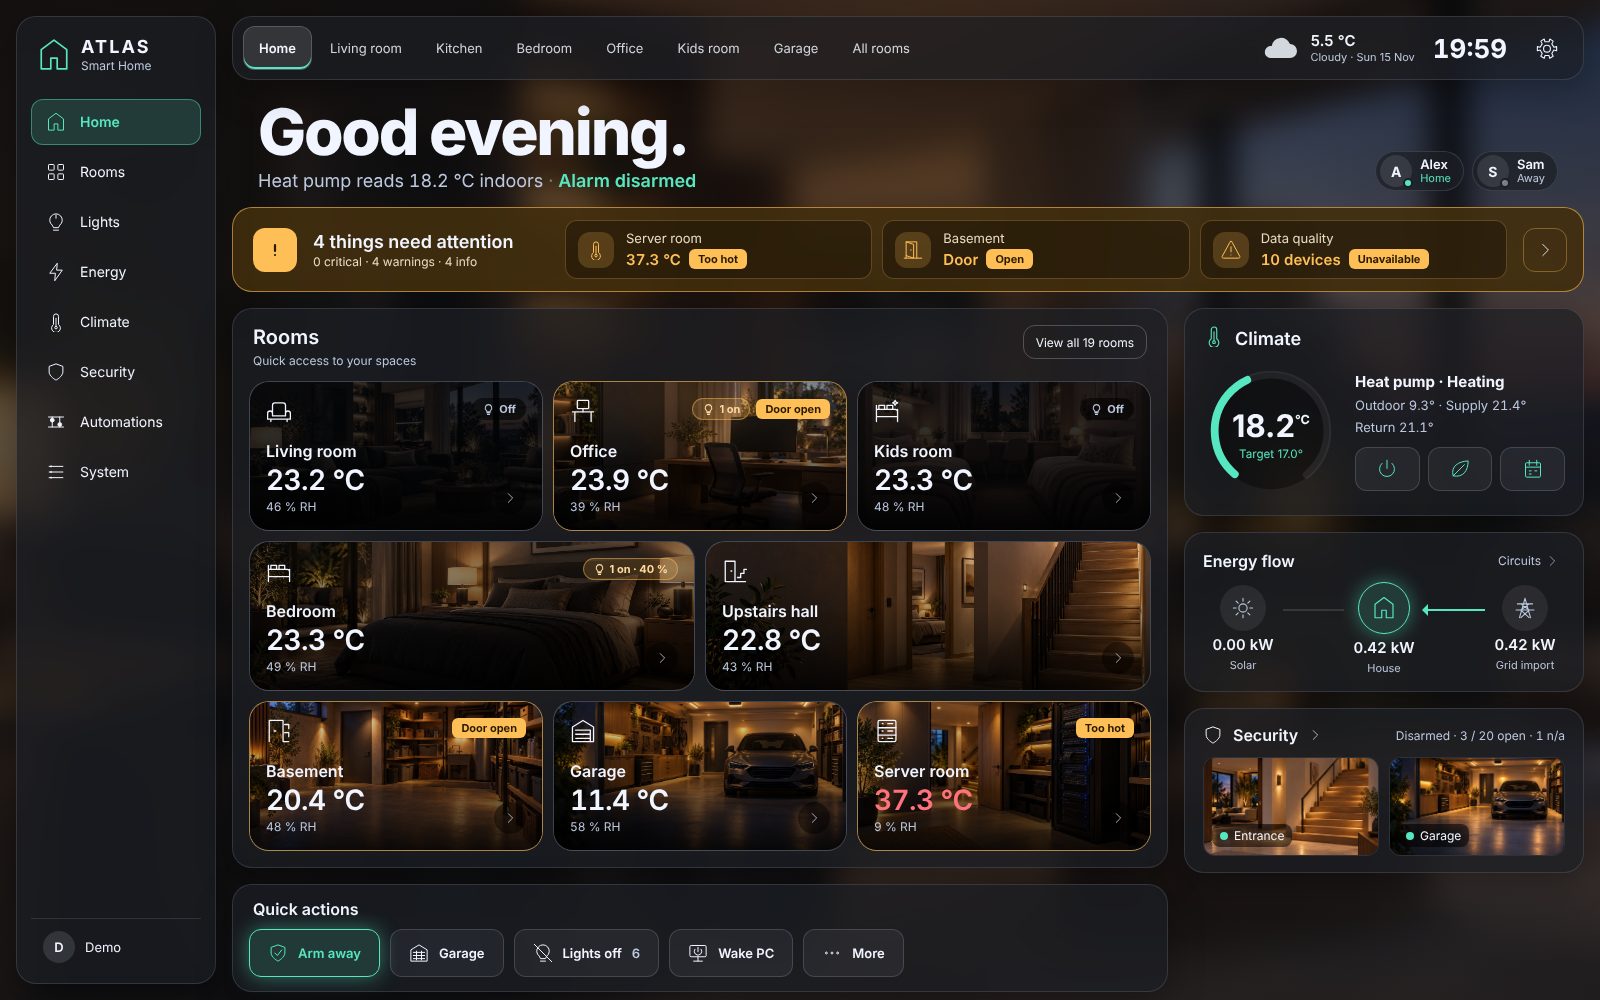 ATLAS
Smart Home
Home
Rooms
Lights
Energy
Climate
Security
Automations
System
D Demo
Home Living room Kitchen Bedroom Office Kids room Garage All rooms
5.5 °C
Cloudy · Sun 15 Nov
19:59
Good evening.
Heat pump reads 18.2 °C indoors · Alarm disarmed
A Alex
Home
S Sam
Away
! 4 things need attention
0 critical · 4 warnings · 4 info
Server room
37.3 °C Too hot
Basement
Door Open
Data quality
10 devices Unavailable
Rooms
Quick access to your spaces
View all 19 rooms
Off
Living room
23.2 °C
46 % RH
1 on Door open
Office
23.9 °C
39 % RH
Off
Kids room
23.3 °C
48 % RH
1 on · 40 %
Bedroom
23.3 °C
49 % RH
Upstairs hall
22.8 °C
43 % RH
Door open
Basement
20.4 °C
48 % RH
Garage
11.4 °C
58 % RH
Too hot
Server room
37.3 °C
9 % RH
Quick actions
Arm away
Garage
Lights off 6
Wake PC
More
Climate
18.2°C
Target 17.0°
Heat pump · Heating
Outdoor 9.3° · Supply 21.4°
Return 21.1°
Energy flow
Circuits
0.00 kW
Solar
0.42 kW
House
0.42 kW
Grid import
Security
Disarmed · 3 / 20 open · 1 n/a
Entrance
Garage